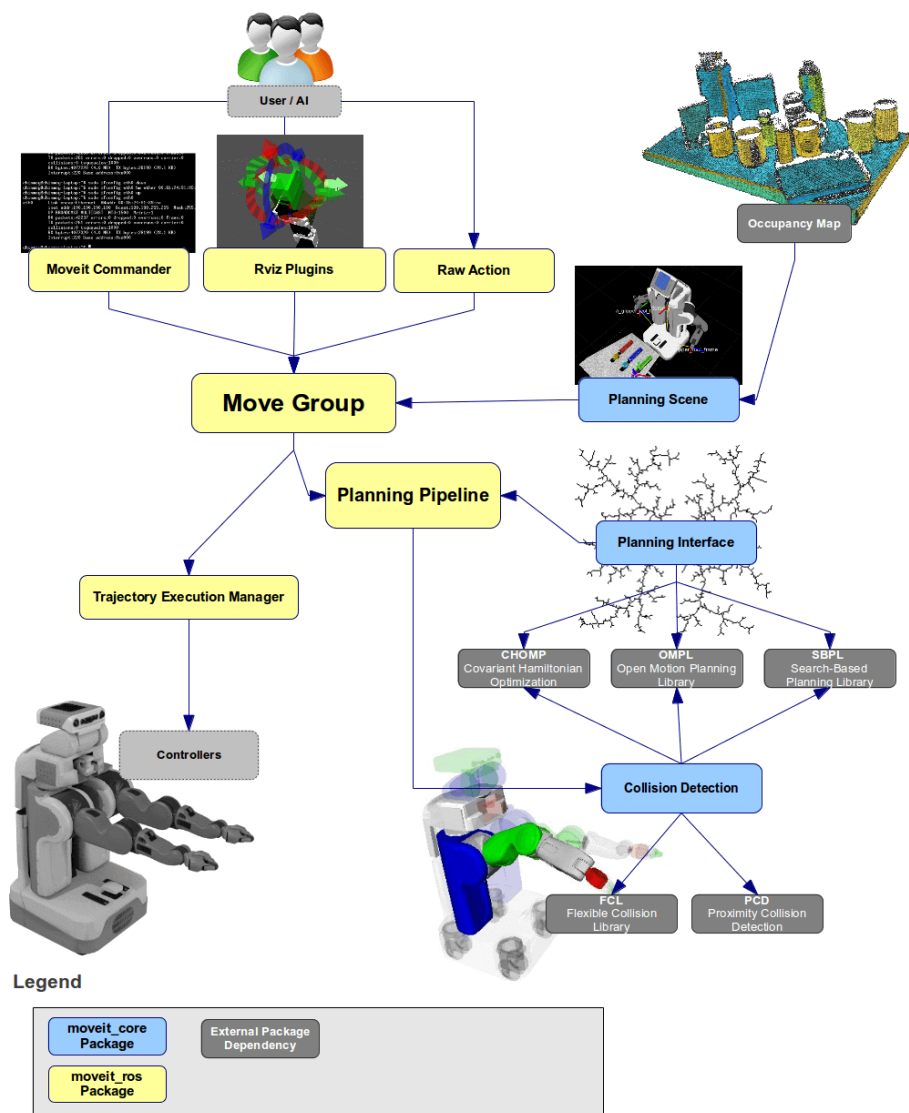 User / AI
Moveit Commander
Rviz Plugins
Raw Action
Occupancy Map
Move Group
Planning Scene
Planning Pipeline
Planning Interface
Trajectory Execution Manager
CHOMP
Covariant Hamiltonian
Optimization
OMPL
Open Motion Planning
Library
SBPL
Search-Based
Planning Library
Controllers
Collision Detection
FCL
Flexible Collision
Library
PCD
Proximity Collision
Detection
Legend
moveit_core
Package
External Package
Dependency
moveit_ros
Package